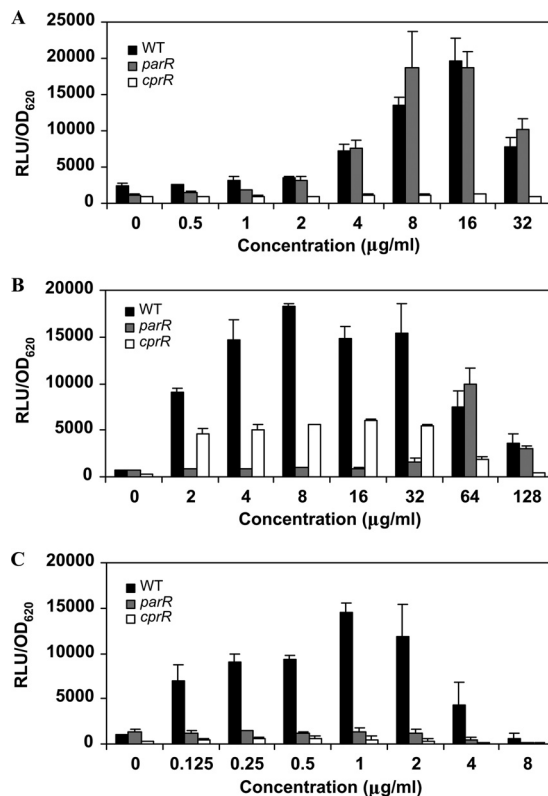 A
25000
20000
15000
10000
5000
0
RLU/OD620
WT
parR
cprR
0 0.5 1 2 4 8 16 32
Concentration (μg/ml)
B
20000
15000
10000
5000
0
RLU/OD620
WT
parR
cprR
0 2 4 8 16 32 64 128
Concentration (μg/ml)
C
20000
15000
10000
5000
0
RLU/OD620
WT
parR
cprR
0 0.125 0.25 0.5 1 2 4 8
Concentration (μg/ml)